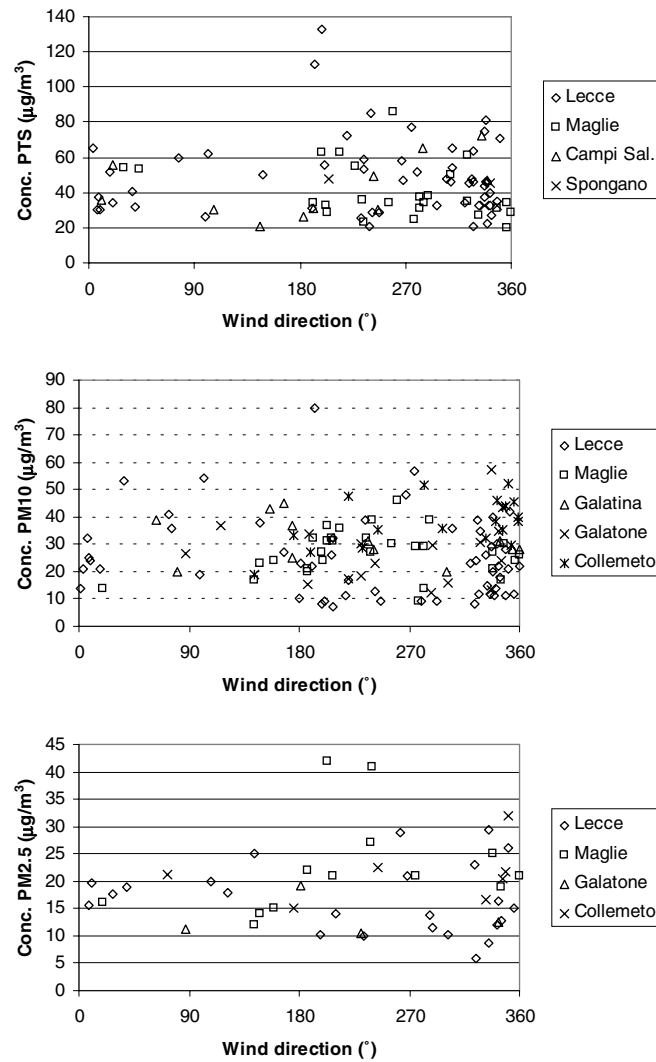 140
120
100
80
60
40
20
0
Conc. PTS (µg/m³)
0 90 180 270 360
Wind direction (˚)
Lecce
Maglie
Campi Sal.
Spongano
90
80
70
60
50
40
30
20
10
0
Conc. PM10 (µg/m³)
0 90 180 270 360
Wind direction (˚)
Lecce
Maglie
Galatina
Galatone
Collemeto
45
40
35
30
25
20
15
10
5
0
Conc. PM2.5 (µg/m³)
0 90 180 270 360
Wind direction (˚)
Lecce
Maglie
Galatone
Collemeto